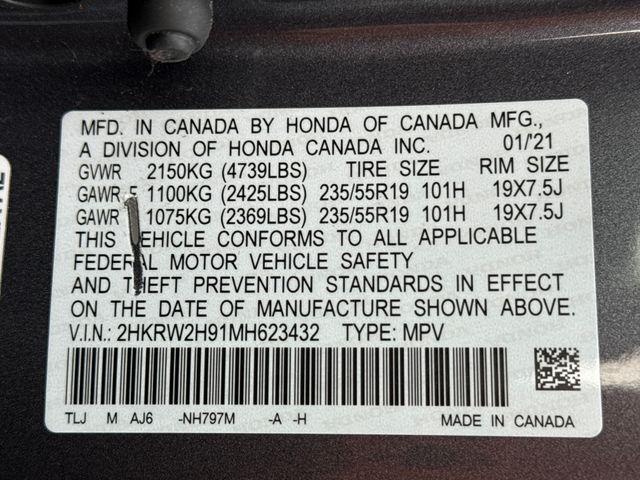 MFD. IN CANADA BY HONDA OF CANADA MFG.,
A DIVISION OF HONDA CANADA INC. 01/'21
GVWR 2150KG (4739LBS) TIRE SIZE RIM SIZE
GAWR F 1100KG (2425LBS) 235/55R19 101H 19X7.5J
GAWR 1075KG (2369LBS) 235/55R19 101H 19X7.5J
THIS VEHICLE CONFORMS TO ALL APPLICABLE
FEDERAL MOTOR VEHICLE SAFETY
AND THEFT PREVENTION STANDARDS IN EFFECT
ON THE DATE OF MANUFACTURE SHOWN ABOVE.
V.I.N.: 2HKRW2H91MH623432 TYPE: MPV
TLJ M AJ6 -NH797M -A -H MADE IN CANADA